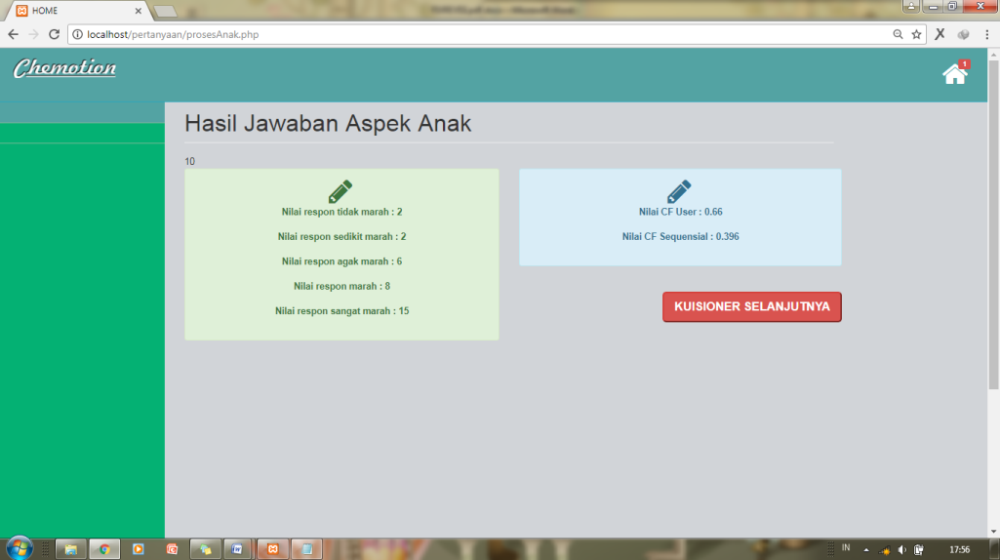 HOME
localhost/pertanyaan/prosesAnak.php
Chemotion
1
Hasil Jawaban Aspek Anak
10
Nilai respon tidak marah : 2
Nilai respon sedikit marah : 2
Nilai respon agak marah : 6
Nilai respon marah : 8
Nilai respon sangat marah : 15
Nilai CF User : 0.66
Nilai CF Sequensial : 0.396
KUISIONER SELANJUTNYA
IN
17:56